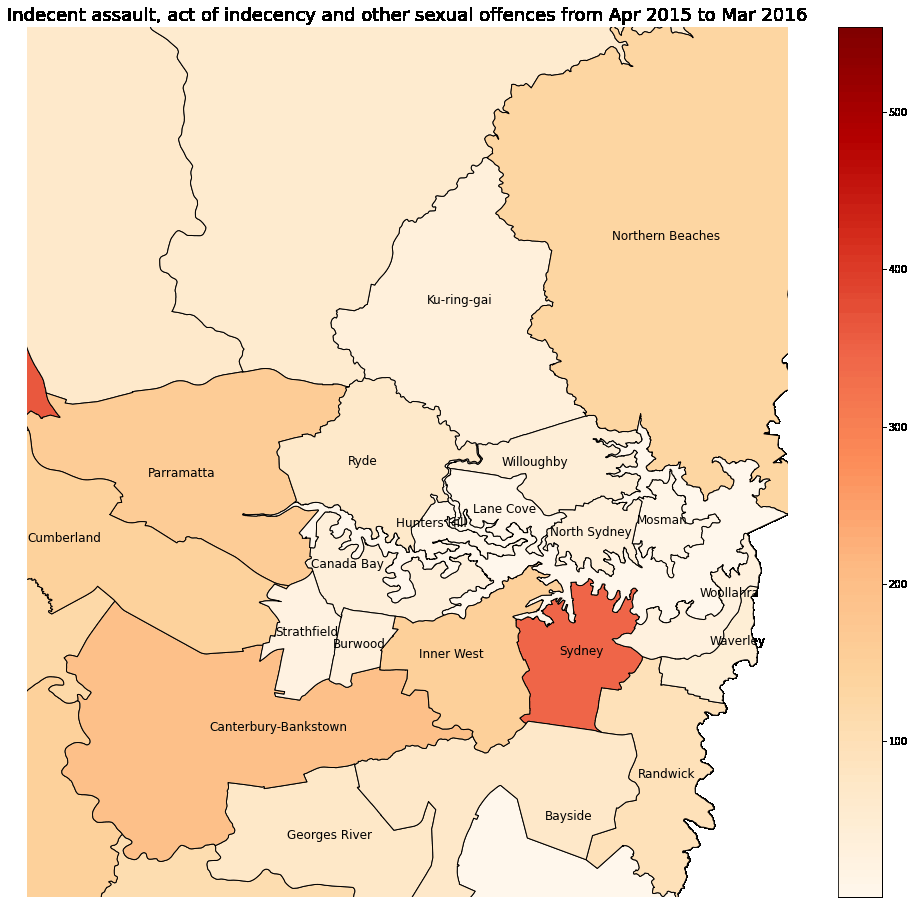 Indecent assault, act of indecency and other sexual offences from Apr 2015 to Mar 2016
500
Northern Beaches
400
Ku-ring-gai
300
Willoughby
Ryde
Parramatta
Lane Cove
Mosman
Hunters Hill
North Sydney
Cumberland
Canada Bay
200
Woollahra
Strathfield
Waverley
Burwood
Sydney
Inner West
Canterbury-Bankstown
100
Randwick
Bayside
Georges River